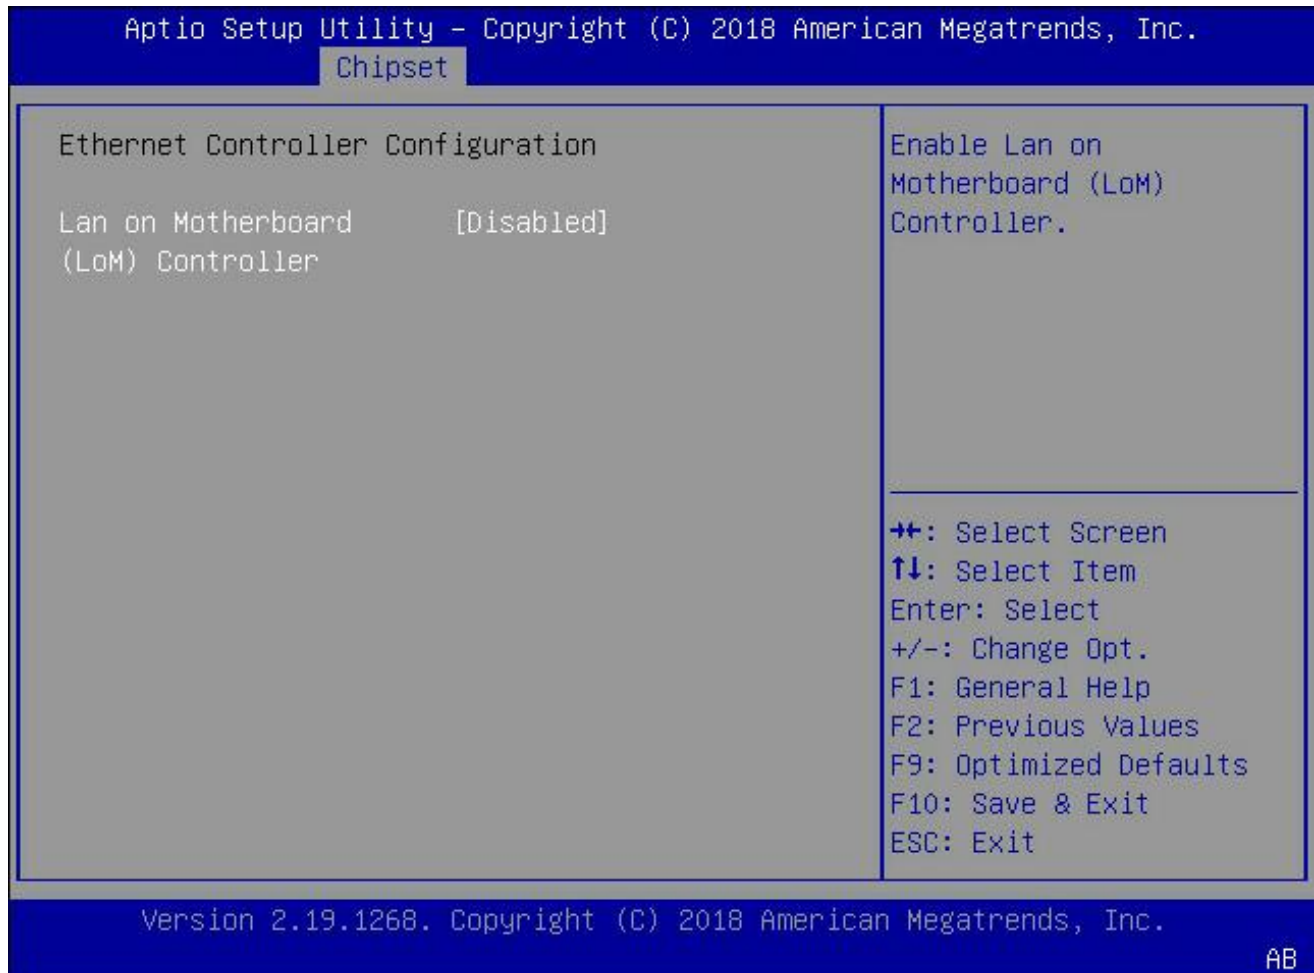 Aptio Setup Utility – Copyright (C) 2018 American Megatrends, Inc.
Chipset
Ethernet Controller Configuration
Lan on Motherboard [Disabled]
(LoM) Controller
Enable Lan on
Motherboard (LoM)
Controller.
→←: Select Screen
↑↓: Select Item
Enter: Select
+/-: Change Opt.
F1: General Help
F2: Previous Values
F9: Optimized Defaults
F10: Save & Exit
ESC: Exit
Version 2.19.1268. Copyright (C) 2018 American Megatrends, Inc.
AB